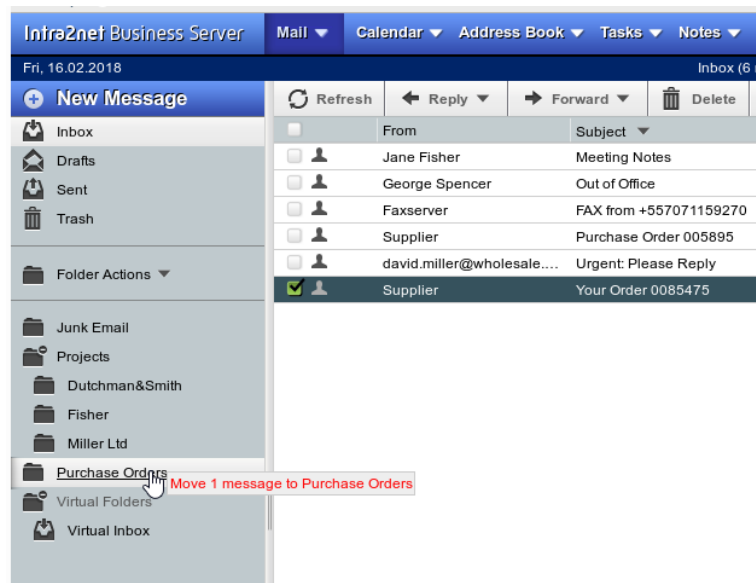 Intra2net Business Server Mail Calendar Address Book Tasks Notes
Fri, 16.02.2018 Inbox (6
New Message Refresh Reply Forward Delete
From Subject
Inbox
Drafts
Sent
Trash
Folder Actions
Junk Email
Projects
Dutchman&Smith
Fisher
Miller Ltd
Purchase Orders
Virtual Folders
Virtual Inbox
Jane Fisher Meeting Notes
George Spencer Out of Office
Faxserver FAX from +557071159270
Supplier Purchase Order 005895
david.miller@wholesale.... Urgent: Please Reply
Supplier Your Order 0085475
Move 1 message to Purchase Orders